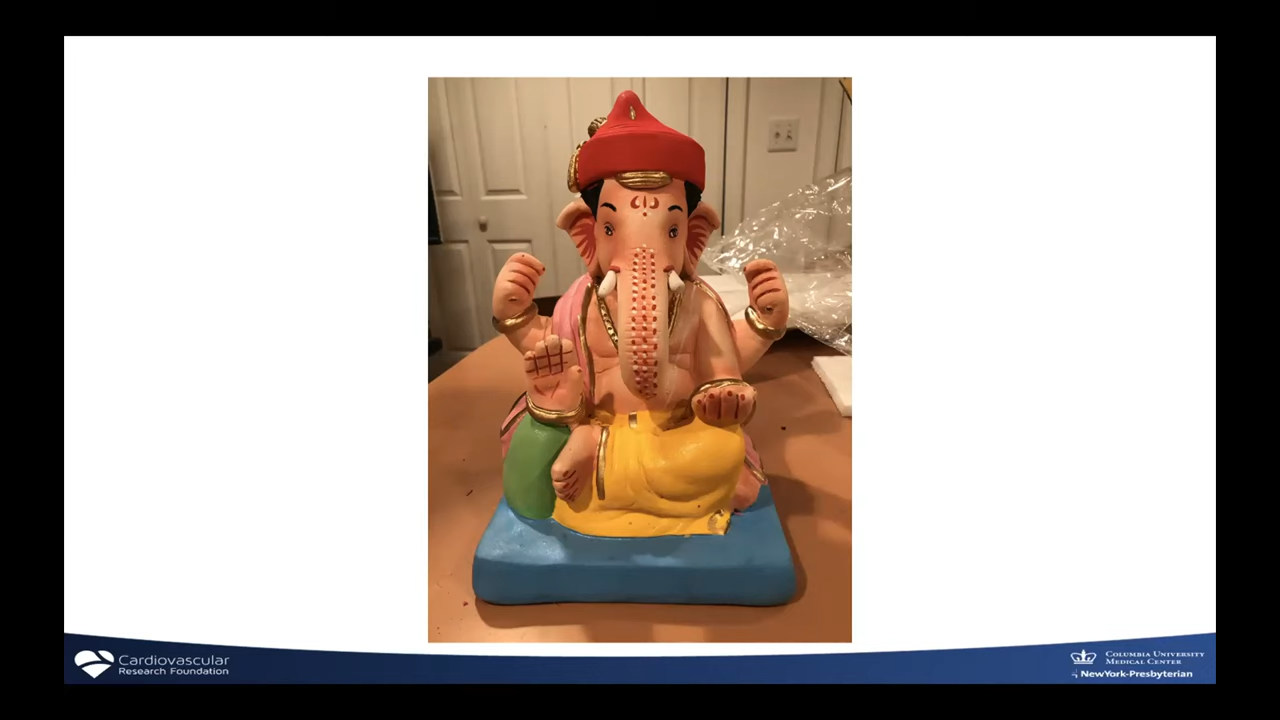 Cardiovascular
Research Foundation
COLUMBIA UNIVERSITY
MEDICAL CENTER
NewYork-Presbyterian